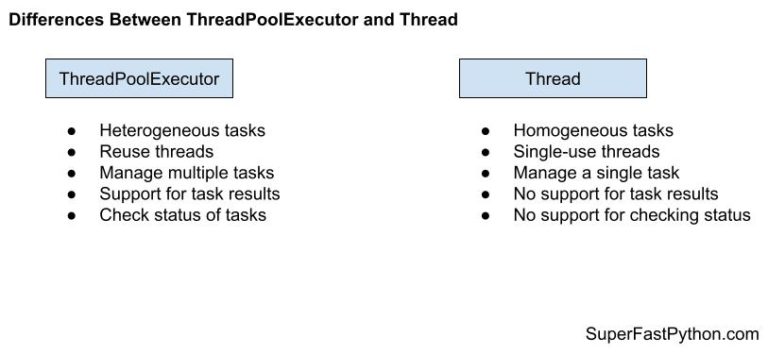 Differences Between ThreadPoolExecutor and Thread
ThreadPoolExecutor
● Heterogeneous tasks
● Reuse threads
● Manage multiple tasks
● Support for task results
● Check status of tasks
Thread
● Homogeneous tasks
● Single-use threads
● Manage a single task
● No support for task results
● No support for checking status
SuperFastPython.com